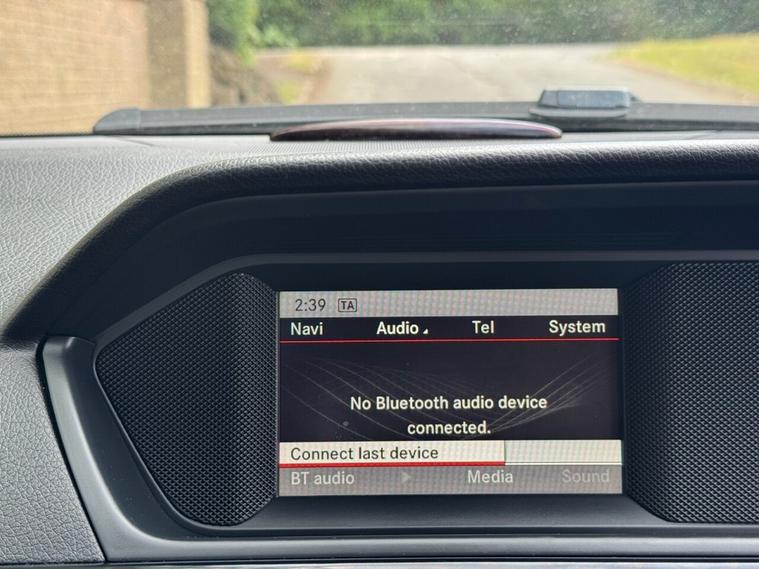 2:39 TA
Navi Audio Tel System
No Bluetooth audio device
connected.
Connect last device
BT audio Media Sound